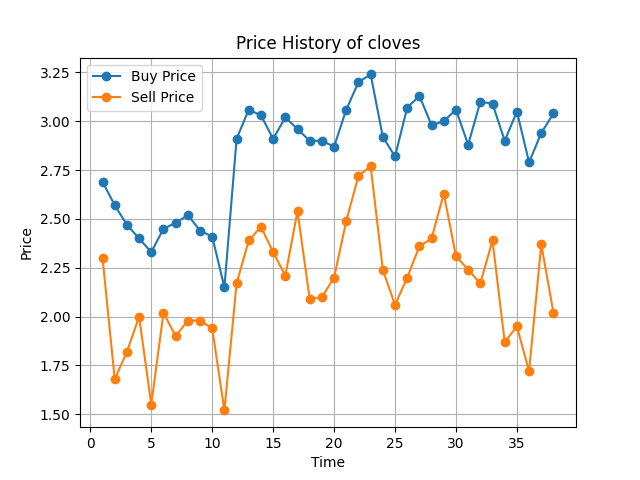 Price History of cloves
Buy Price
Sell Price
3.25
3.00
2.75
2.50
2.25
2.00
1.75
1.50
Price
0 5 10 15 20 25 30 35
Time